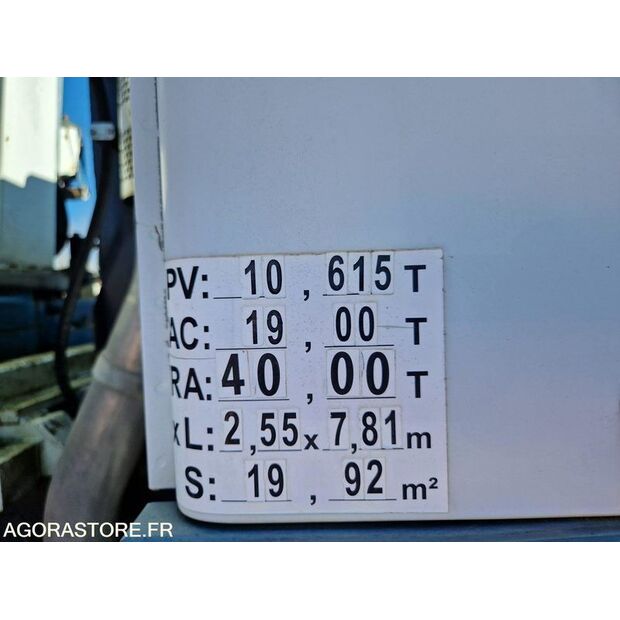 PV: 10, 615 T
AC: 19, 00 T
RA: 40, 00 T
x L: 2,55 x 7,81 m
S: 19, 92 m²
AGORASTORE.FR